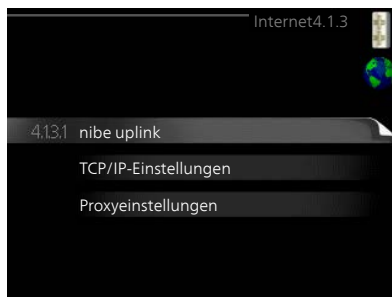 Internet4.1.3
4.1.3.1 nibe uplink
TCP/IP-Einstellungen
Proxyeinstellungen